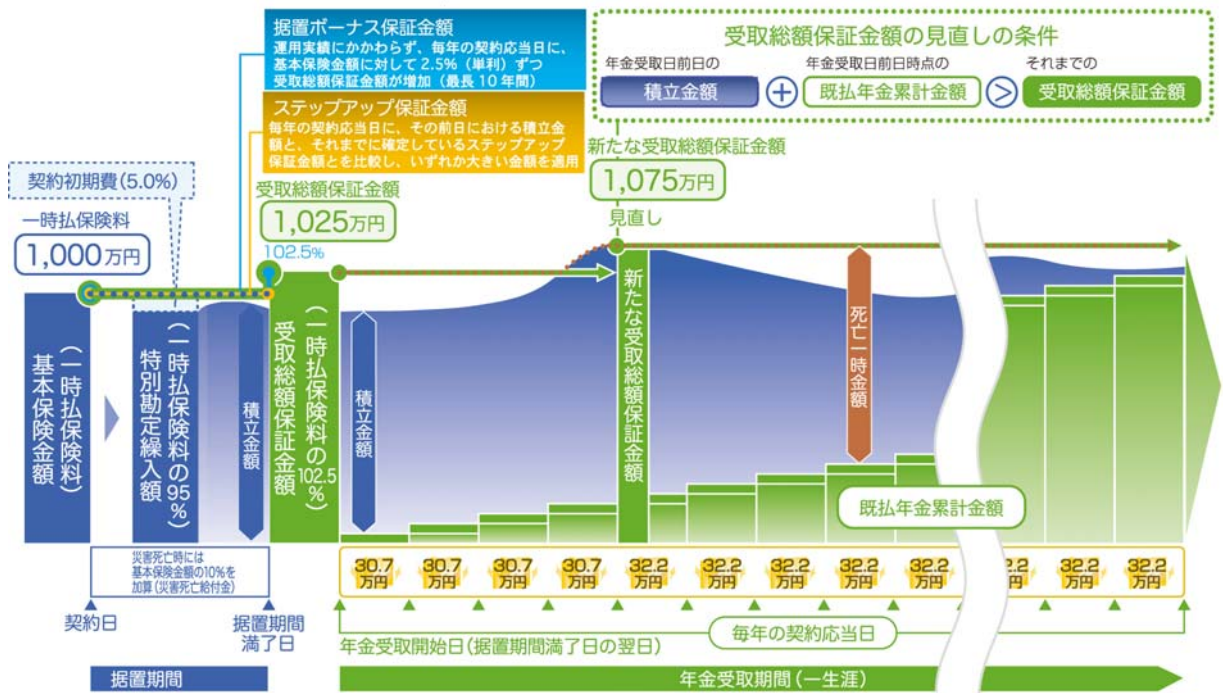 据置ボーナス保証金額
運用実績にかかわらず、毎年の契約応当日に、
基本保険金額に対して2.5%（単利）ずつ
受取総額保証金額が増加（最長10年間）
ステップアップ保証金額
毎年の契約応当日に、その前日における積立金
額と、それまでに確定しているステップアップ
保証金額とを比較し、いずれか大きい金額を適用
受取総額保証金額の見直しの条件
年金受取日前日の
積立金額
+
年金受取日前日時点の
既払年金累計金額
>
それまでの
受取総額保証金額
契約初期費(5.0%)
一時払保険料
1,000万円
受取総額保証金額
1,025万円
102.5%
新たな受取総額保証金額
1,075万円
見直し
基本保険金額
（一時払保険料）
特別勘定繰入額
（一時払保険料の95%）
積立金額
受取総額保証金額
（一時払保険料の102.5%）
積立金額
新たな受取総額保証金額
死亡一時金額
既払年金累計金額
災害死亡時には
基本保険金額の10%を
加算（災害死亡給付金）
30.7万円
30.7万円
30.7万円
30.7万円
32.2万円
32.2万円
32.2万円
32.2万円
32.2万円
2.2万円
32.2万円
32.2万円
契約日
据置期間
満了日
年金受取開始日(据置期間満了日の翌日)
毎年の契約応当日
据置期間
年金受取期間(一生涯)